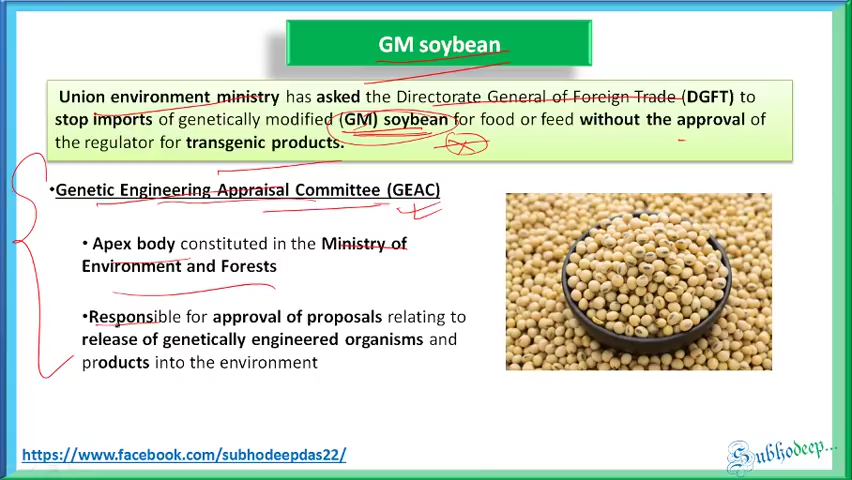 GM soybean
Union environment ministry has asked the Directorate General of Foreign Trade (DGFT) to
stop imports of genetically modified (GM) soybean for food or feed without the approval of
the regulator for transgenic products.
•Genetic Engineering Appraisal Committee (GEAC)
• Apex body constituted in the Ministry of
Environment and Forests
•Responsible for approval of proposals relating to
release of genetically engineered organisms and
products into the environment
https://www.facebook.com/subhodeepdas22/
Subhodeep...